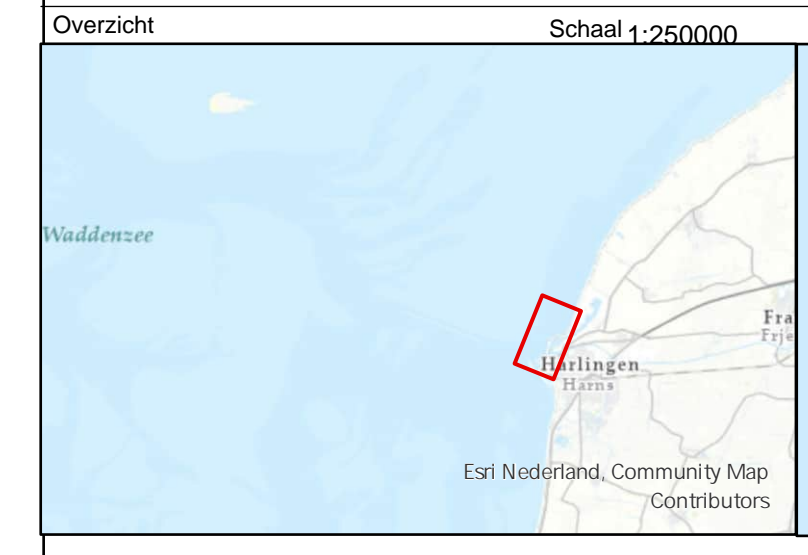 Overzicht
Schaal 1:250000
Waddenzee
Fra
Frje
Harlingen
Harns
Esri Nederland, Community Map
Contributors